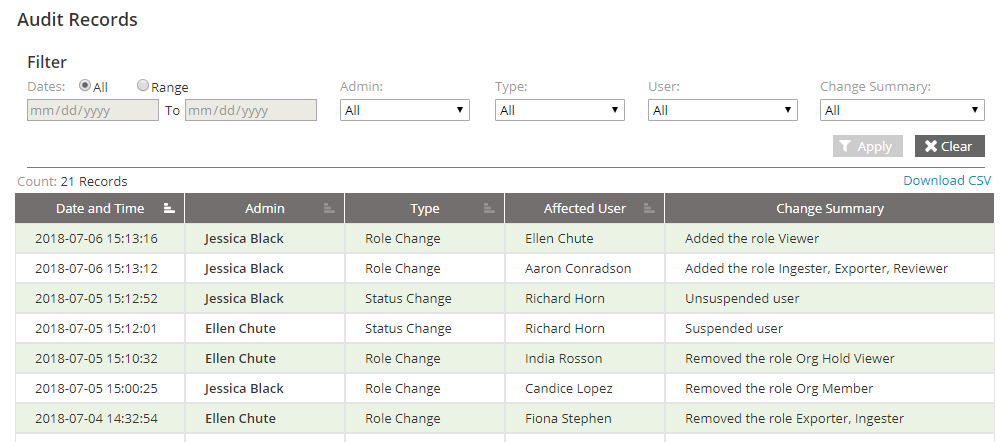 Audit Records
Filter
Dates: All Range Admin: Type: User: Change Summary:
mm/dd/yyyy To mm/dd/yyyy All All All All
Apply Clear
Count: 21 Records Download CSV
Date and Time Admin Type Affected User Change Summary
2018-07-06 15:13:16 Jessica Black Role Change Ellen Chute Added the role Viewer
2018-07-06 15:13:12 Jessica Black Role Change Aaron Conradson Added the role Ingester, Exporter, Reviewer
2018-07-05 15:12:52 Jessica Black Status Change Richard Horn Unsuspended user
2018-07-05 15:12:01 Ellen Chute Status Change Richard Horn Suspended user
2018-07-05 15:10:32 Ellen Chute Role Change India Rosson Removed the role Org Hold Viewer
2018-07-05 15:00:25 Jessica Black Role Change Candice Lopez Removed the role Org Member
2018-07-04 14:32:54 Ellen Chute Role Change Fiona Stephen Removed the role Exporter, Ingester